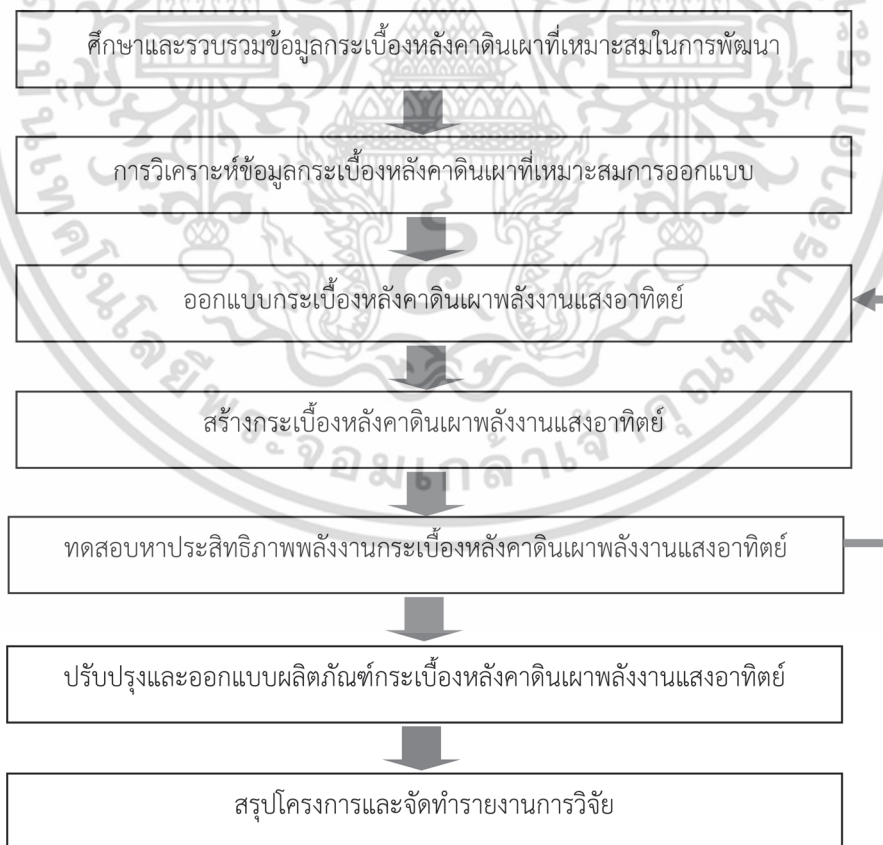 ศึกษาและรวบรวมข้อมูลกระเบื้องหลังคาดินเผาที่เหมาะสมในการพัฒนา
การวิเคราะห์ข้อมูลกระเบื้องหลังคาดินเผาที่เหมาะสมการออกแบบ
ออกแบบกระเบื้องหลังคาดินเผาพลังงานแสงอาทิตย์
สร้างกระเบื้องหลังคาดินเผาพลังงานแสงอาทิตย์
ทดสอบหาประสิทธิภาพพลังงานกระเบื้องหลังคาดินเผาพลังงานแสงอาทิตย์
ปรับปรุงและออกแบบผลิตภัณฑ์กระเบื้องหลังคาดินเผาพลังงานแสงอาทิตย์
สรุปโครงการและจัดทำรายงานการวิจัย